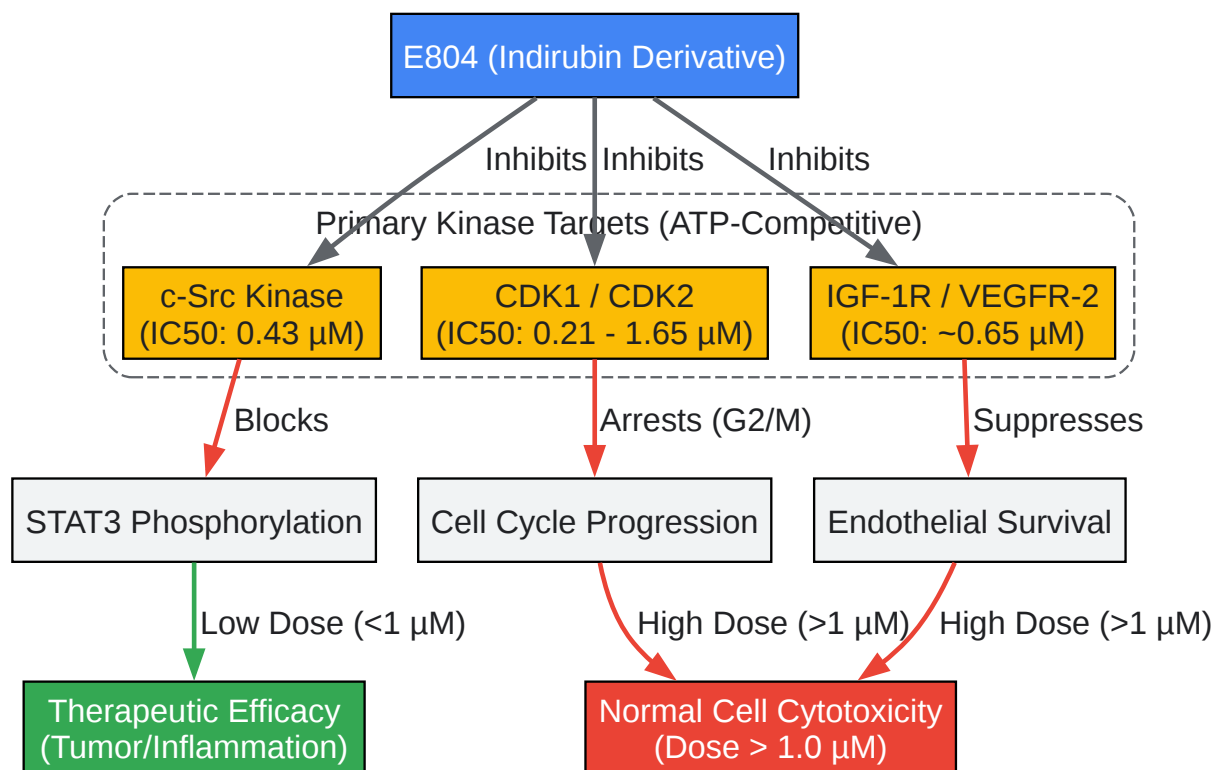 E804 (Indirubin Derivative)
Inhibits
Inhibits
Inhibits
Primary Kinase Targets (ATP-Competitive)
c-Src Kinase
(IC50: 0.43 µM)
CDK1 / CDK2
(IC50: 0.21 - 1.65 µM)
IGF-1R / VEGFR-2
(IC50: ~0.65 µM)
Blocks
Arrests (G2/M)
Suppresses
STAT3 Phosphorylation
Cell Cycle Progression
Endothelial Survival
Low Dose (<1 µM)
High Dose (>1 µM)
High Dose (>1 µM)
Therapeutic Efficacy
(Tumor/Inflammation)
Normal Cell Cytotoxicity
(Dose > 1.0 µM)